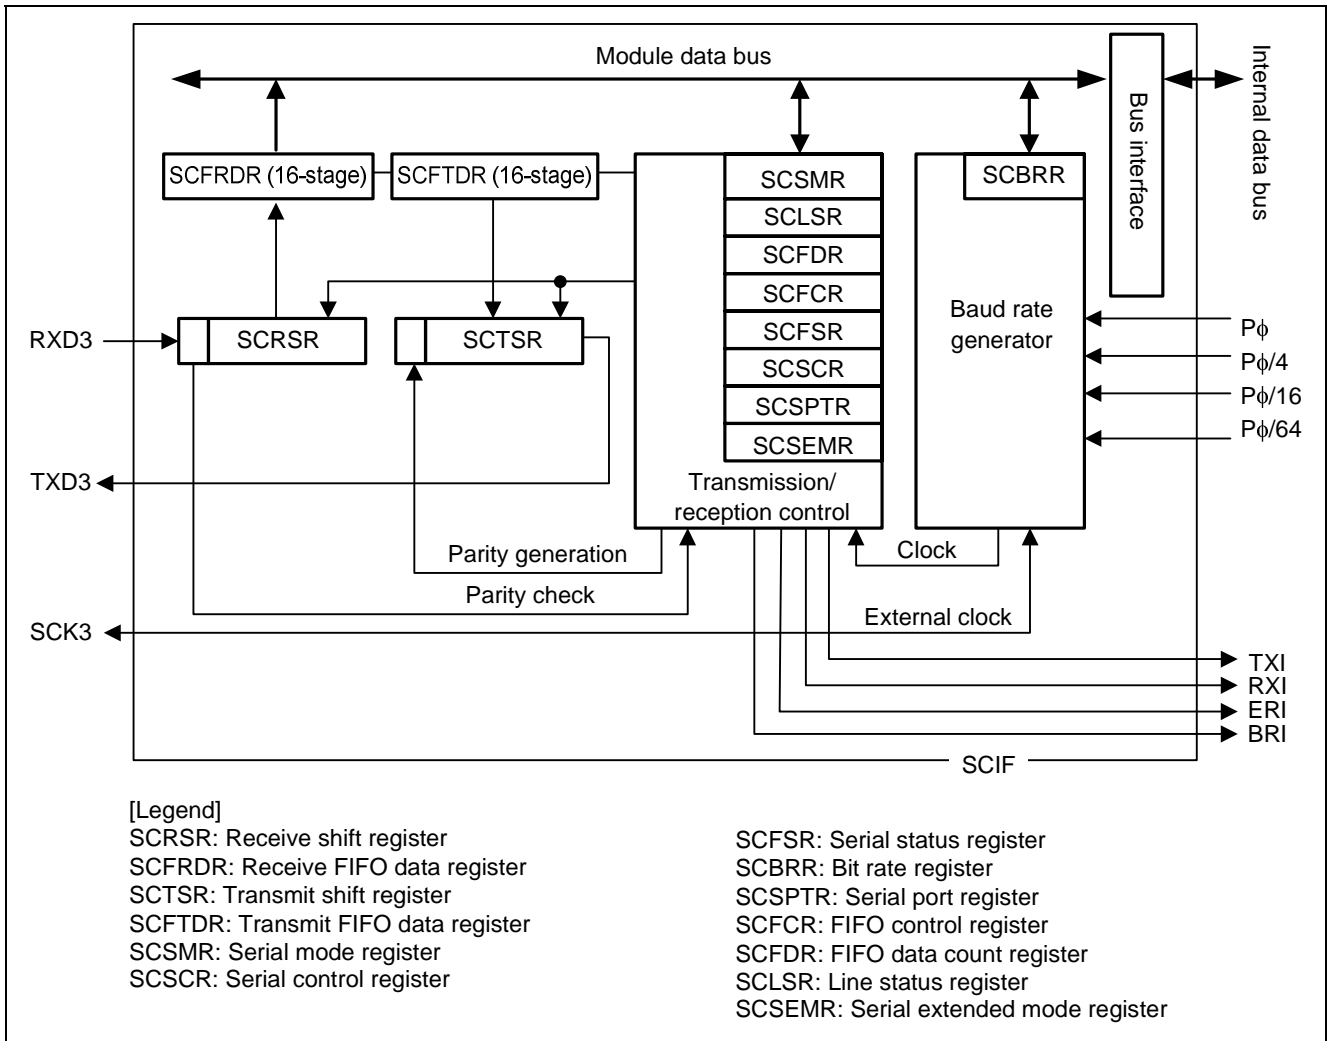 Module data bus
Bus interface
Internal data bus
SCFRDR (16-stage)
SCFTDR (16-stage)
SCSMR
SCLSR
SCFDR
SCFCR
SCFSR
SCSCR
SCSPTR
SCSEMR
Transmission/
reception control
SCBRR
Baud rate
generator
RXD3
SCRSR
SCTSR
Pϕ
Pϕ/4
Pϕ/16
Pϕ/64
TXD3
Parity generation
Clock
Parity check
SCK3
External clock
TXI
RXI
ERI
BRI
SCIF
[Legend]
SCRSR: Receive shift register
SCFRDR: Receive FIFO data register
SCTSR: Transmit shift register
SCFTDR: Transmit FIFO data register
SCSMR: Serial mode register
SCSCR: Serial control register
SCFSR: Serial status register
SCBRR: Bit rate register
SCSPTR: Serial port register
SCFCR: FIFO control register
SCFDR: FIFO data count register
SCLSR: Line status register
SCSEMR: Serial extended mode register